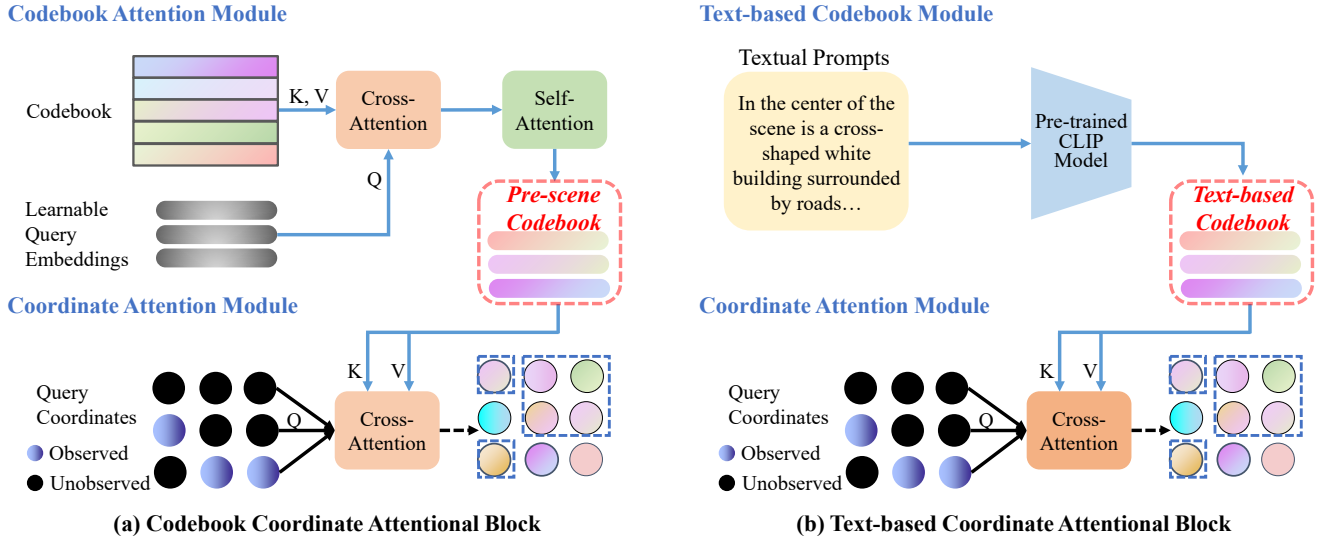 Codebook Attention Module
Codebook
K, V
Cross-
Attention
Self-
Attention
Q
Learnable
Query
Embeddings
Pre-scene
Codebook
Coordinate Attention Module
K
V
Query
Coordinates
Q
Observed
Unobserved
Cross-
Attention
(a) Codebook Coordinate Attentional Block
Text-based Codebook Module
Textual Prompts
In the center of the
scene is a cross-
shaped white
building surrounded
by roads…
Pre-trained
CLIP
Model
Text-based
Codebook
Coordinate Attention Module
K
V
Query
Coordinates
Q
Observed
Unobserved
Cross-
Attention
(b) Text-based Coordinate Attentional Block